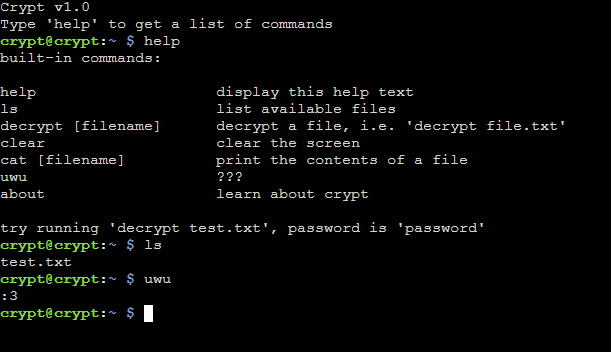 Crypt v1.0
Type 'help' to get a list of commands
crypt@crypt:~ $ help
built-in commands:

help                    display this help text
ls                      list available files
decrypt [filename]      decrypt a file, i.e. 'decrypt file.txt'
clear                   clear the screen
cat [filename]          print the contents of a file
uwu                     ???
about                   learn about crypt

try running 'decrypt test.txt', password is 'password'
crypt@crypt:~ $ ls
test.txt
crypt@crypt:~ $ uwu
:3
crypt@crypt:~ $